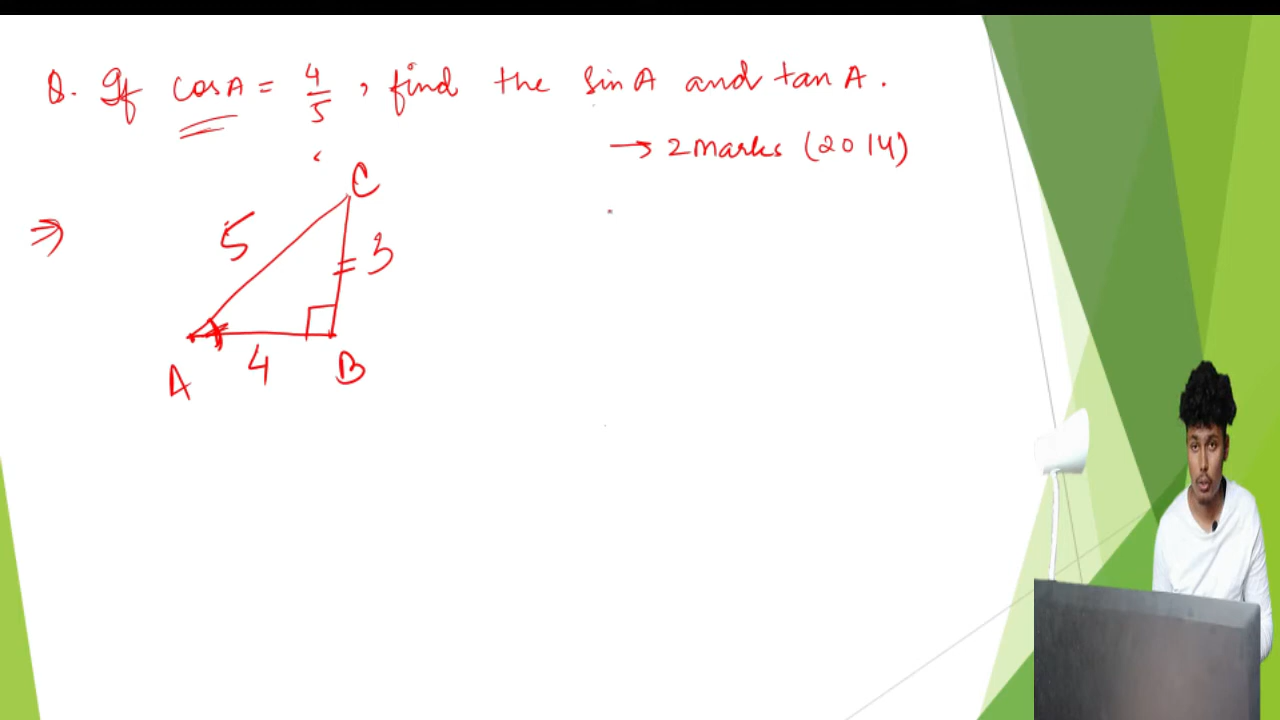 Q. If cosA = 4/5, find the sinA and tanA.
→ 2 marks (2014)
⇒
C
5
3
4
A
B